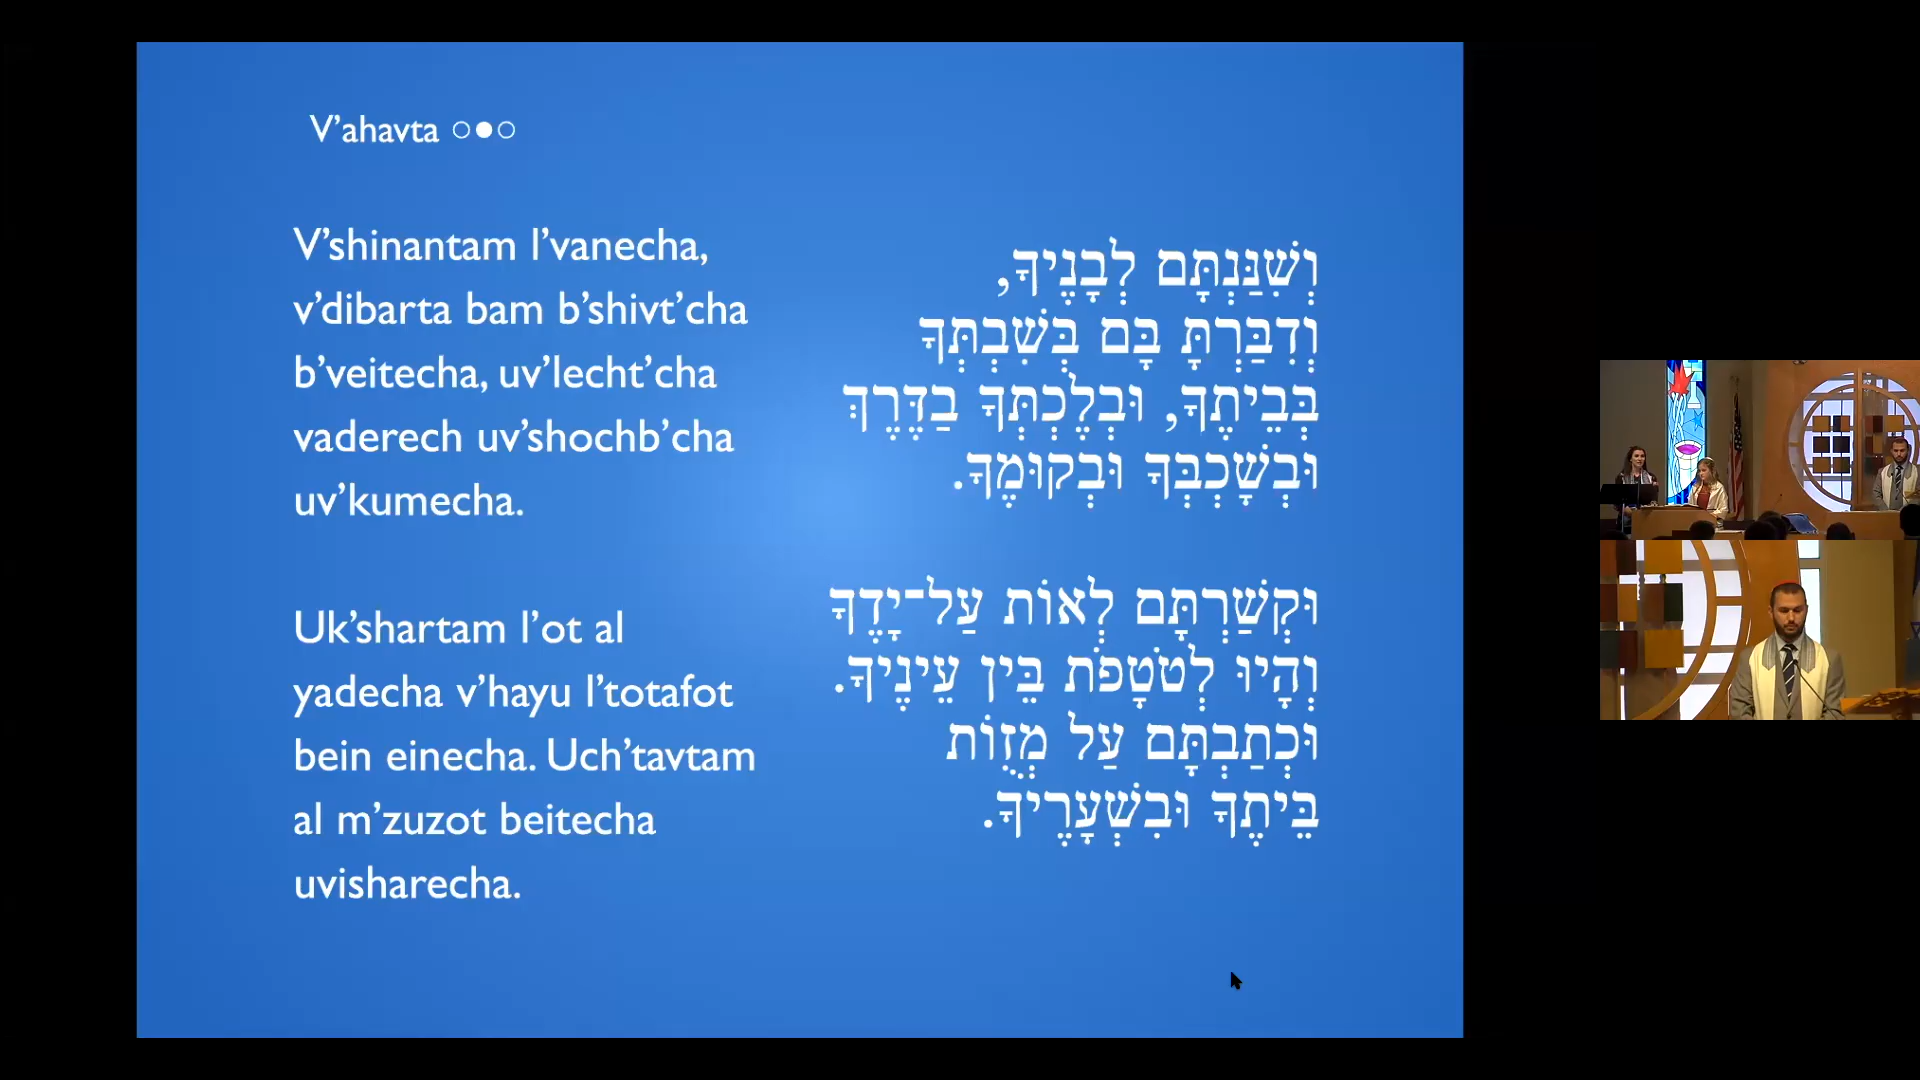 V’ahavta ○●○
V’shinantam l’vanecha,
v’dibarta bam b’shivt’cha
b’veitecha, uv’lecht’cha
vaderech uv’shochb’cha
uv’kumecha.
Uk’shartam l’ot al
yadecha v’hayu l’totafot
bein einecha. Uch’tavtam
al m’zuzot beitecha
uvisharecha.
וְשִׁנַּנְתָּם לְבָנֶיךָ,
וְדִבַּרְתָּ בָּם בְּשִׁבְתְּךָ
בְּבֵיתֶךָ, וּבְלֶכְתְּךָ בַדֶּרֶךְ
וּבְשָׁכְבְּךָ וּבְקוּמֶךָ.
וּקְשַׁרְתָּם לְאוֹת עַל־יָדֶךָ
וְהָיוּ לְטֹטָפֹת בֵּין עֵינֶיךָ.
וּכְתַבְתָּם עַל מְזֻזוֹת
בֵּיתֶךָ וּבִשְׁעָרֶיךָ.